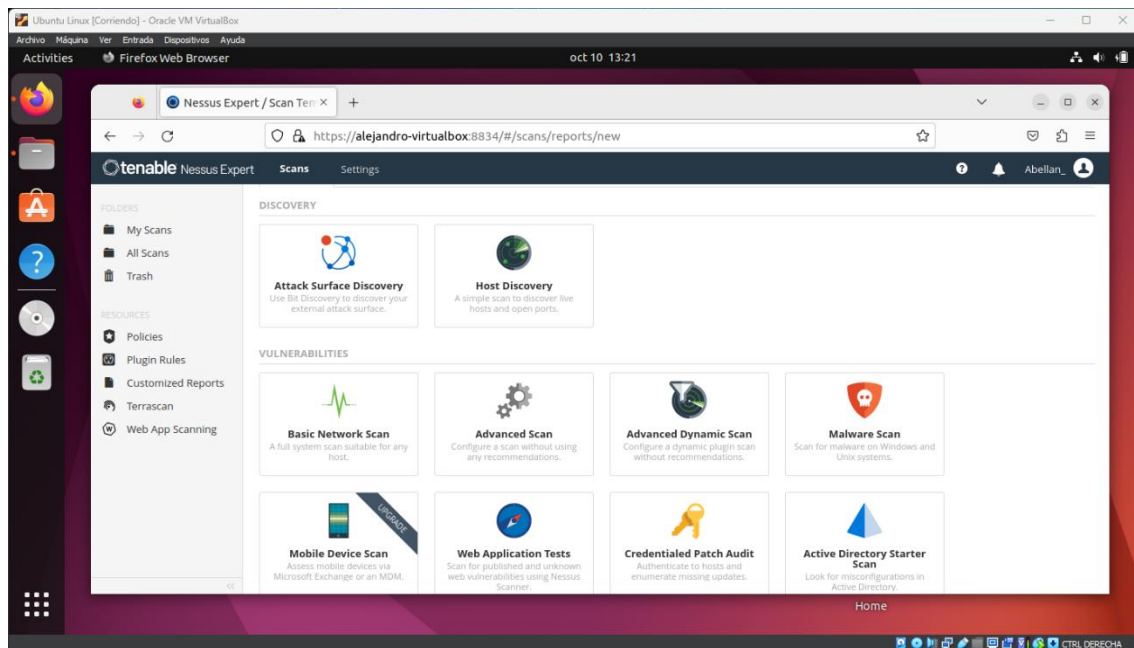 Ubuntu Linux [Corriendo] - Oracle VM VirtualBox
Archivo Máquina Ver Entrada Dispositivos Ayuda
Activities Firefox Web Browser oct 10 13:21
Nessus Expert / Scan Tem
https://alejandro-virtualbox:8834/#/scans/reports/new
tenable Nessus Expert Scans Settings Abellan_
FOLDERS
My Scans
All Scans
Trash
RESOURCES
Policies
Plugin Rules
Customized Reports
Terrascan
Web App Scanning
DISCOVERY
Attack Surface Discovery
Use Bit Discovery to discover your
external attack surface.
Host Discovery
A simple scan to discover live
hosts and open ports.
VULNERABILITIES
Basic Network Scan
A full system scan suitable for any
host.
Advanced Scan
Configure a scan without using
any recommendations.
Advanced Dynamic Scan
Configure a dynamic plugin scan
without recommendations.
Malware Scan
Scan for malware on Windows and
Unix systems.
UPGRADE
Mobile Device Scan
Assess mobile devices via
Microsoft Exchange or an MDM.
Web Application Tests
Scan for published and unknown
web vulnerabilities using Nessus
Scanner.
Credentialed Patch Audit
Authenticate to hosts and
enumerate missing updates.
Active Directory Starter
Scan
Look for misconfigurations in
Active Directory.
Home
CTRL DERECHA